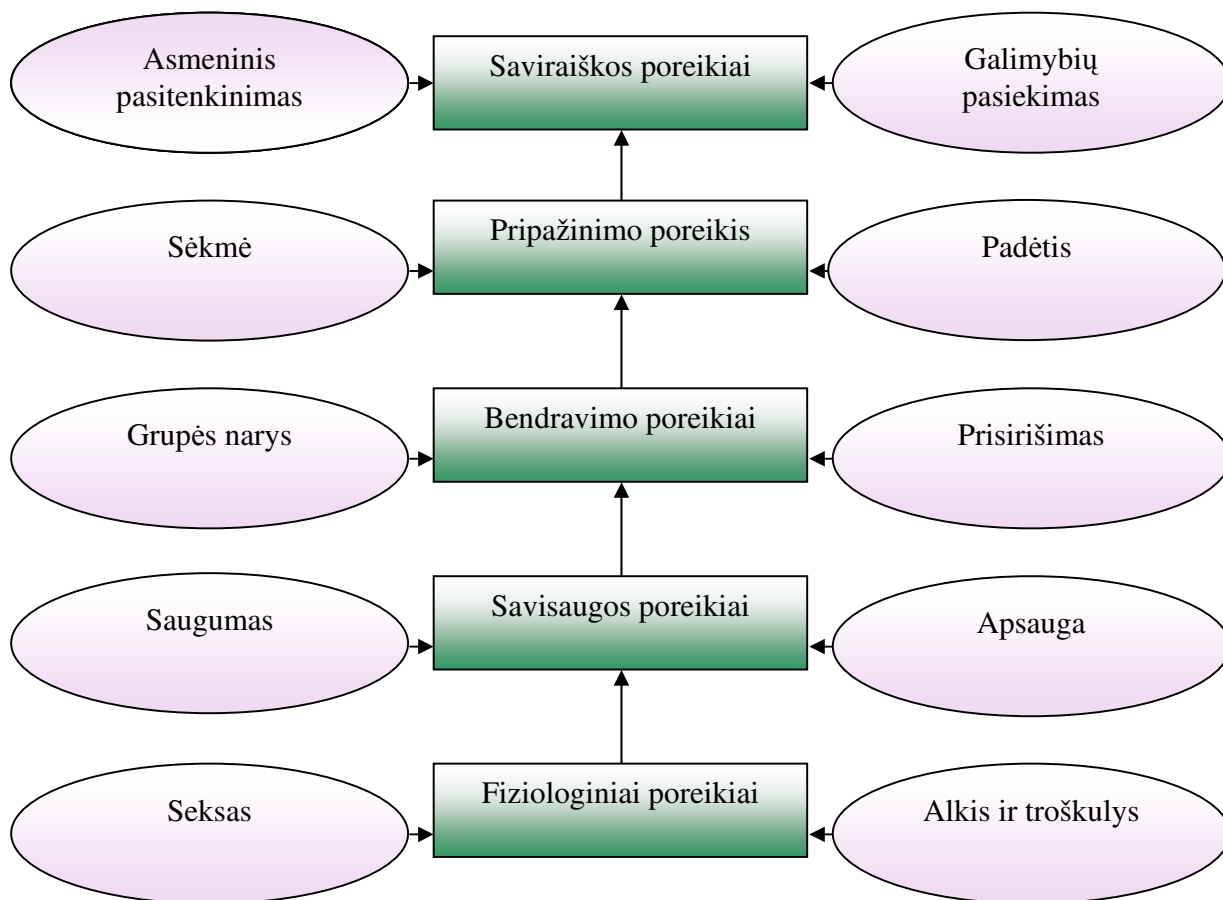 Asmeninis
pasitenkinimas
Saviraiškos poreikiai
Galimybių
pasiekimas
Sėkmė
Pripažinimo poreikis
Padėtis
Grupės narys
Bendravimo poreikiai
Prisirišimas
Saugumas
Savisaugos poreikiai
Apsauga
Seksas
Fiziologiniai poreikiai
Alkis ir troškulys